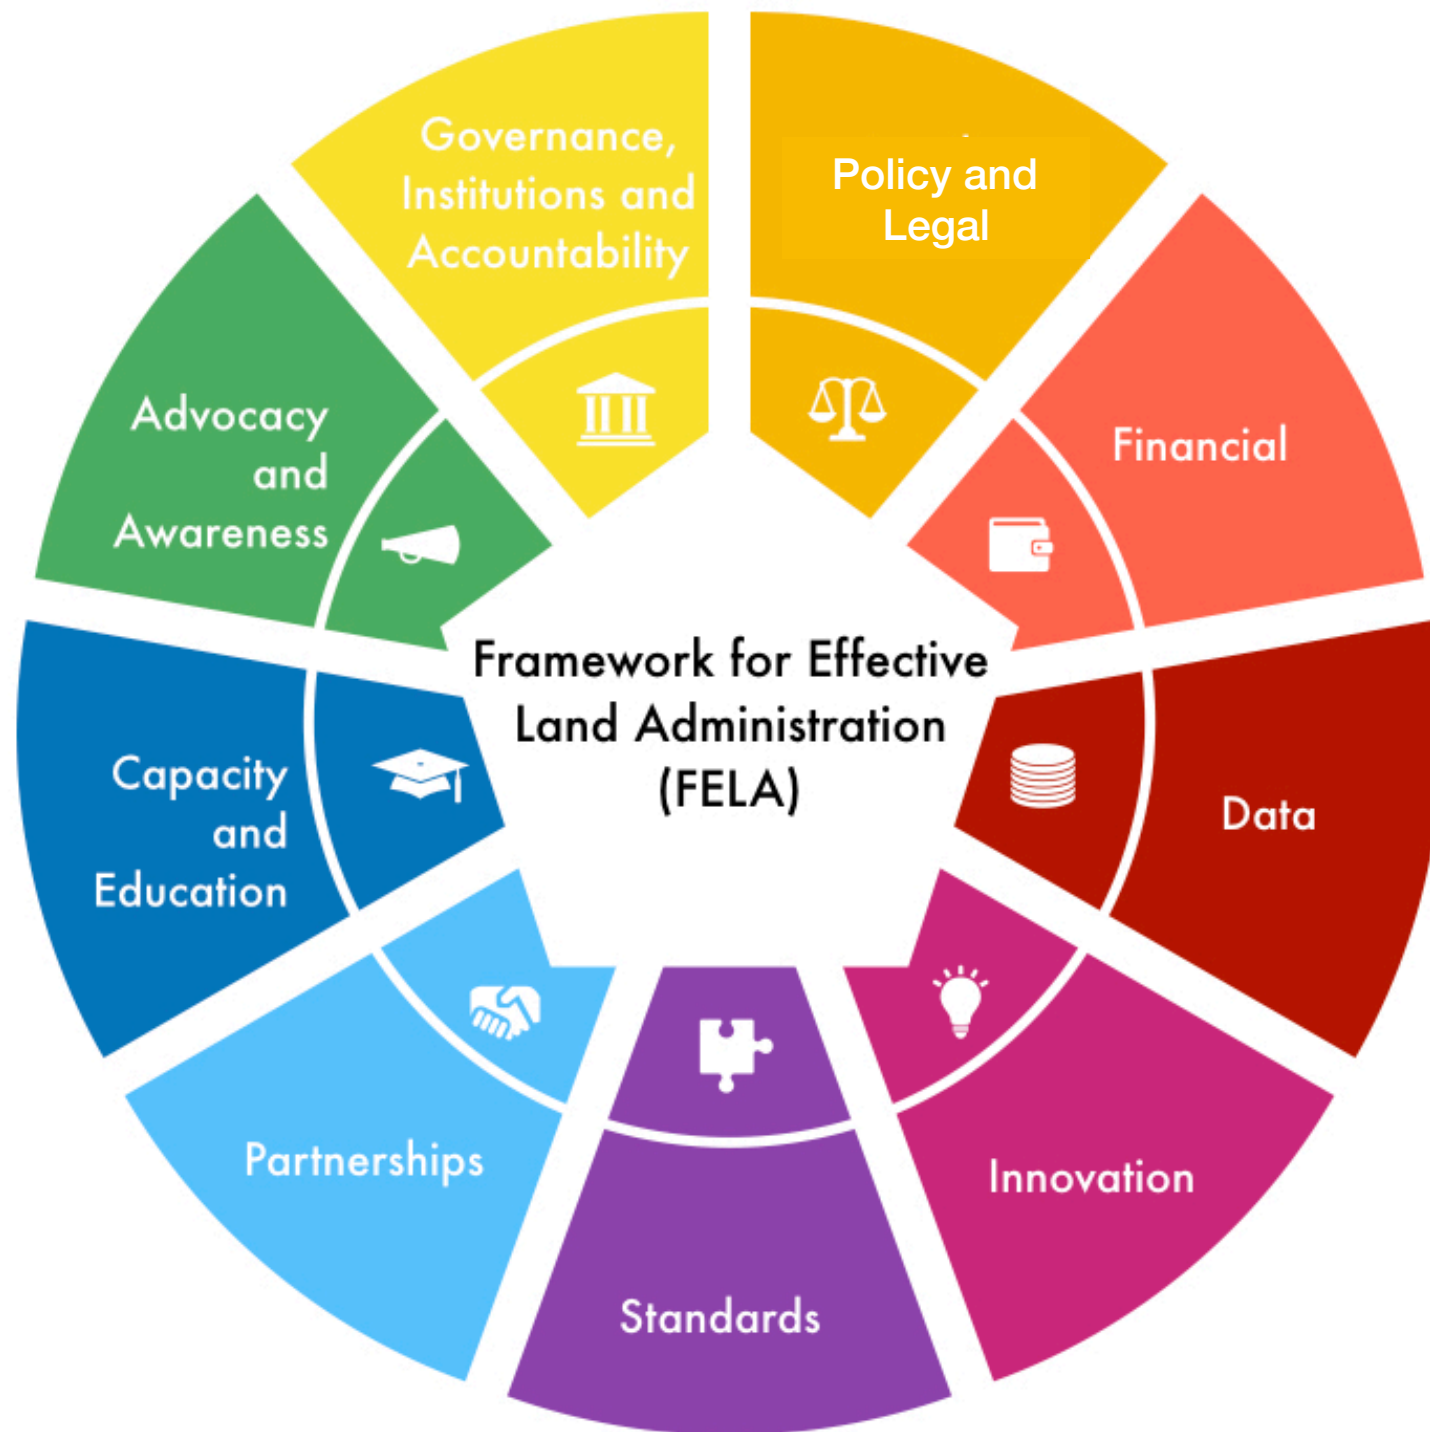 Governance,
Institutions and
Accountability
Policy and
Legal
Financial
Data
Innovation
Standards
Partnerships
Capacity
and
Education
Advocacy
and
Awareness
Framework for Effective
Land Administration
(FELA)